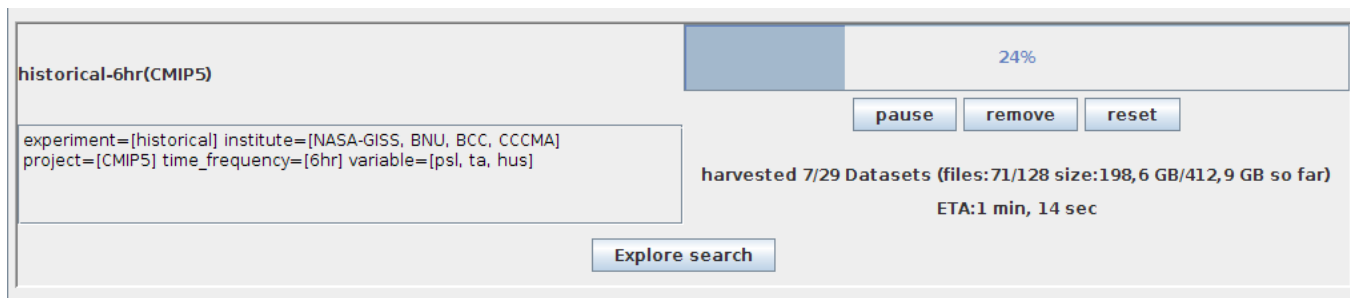 historical-6hr(CMIP5)
experiment=[historical] institute=[NASA-GISS, BNU, BCC, CCCMA]
project=[CMIP5] time_frequency=[6hr] variable=[psl, ta, hus]
24%
pause remove reset
harvested 7/29 Datasets (files:71/128 size:198,6 GB/412,9 GB so far)
ETA:1 min, 14 sec
Explore search